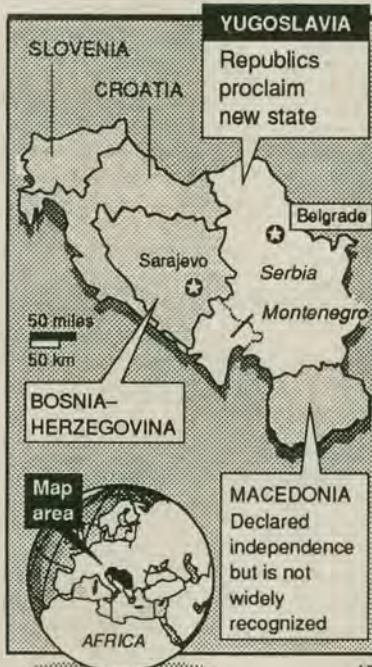 YUGOSLAVIA
Republics
proclaim
new state
SLOVENIA
CROATIA
Belgrade
Sarajevo
Serbia
Montenegro
50 miles
50 km
BOSNIA–
HERZEGOVINA
Map
area
AFRICA
MACEDONIA
Declared
independence
but is not
widely
recognized